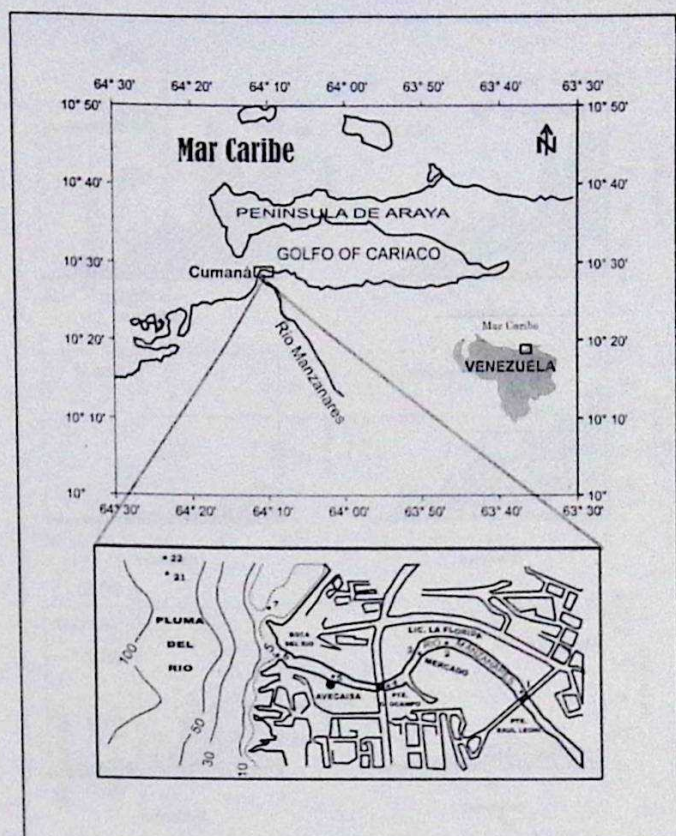 64° 30' 64° 20' 64° 10' 64° 00' 63° 50' 63° 40' 63° 30'
10° 50' 10° 50'
Mar Caribe N
10° 40' 10° 40'
PENINSULA DE ARAYA
GOLFO OF CARIACO
10° 30' 10° 30'
Cumaná
10° 20' Mar Caribe 10° 20'
Río Manzanares
VENEZUELA
10° 10' 10° 10'
10° 10°
64° 30' 64° 20' 64° 10' 64° 00' 63° 50' 63° 40' 63° 30'
22
21
7
PLUMA
DEL
RIO
100
50
30
10
BOCA
DEL RIO
LIC. LA FLORIDA
RIO MANZANARES
MERCADO
AVECAISA
PTE.
OCAMPO
PTE.
RAUL LEONI